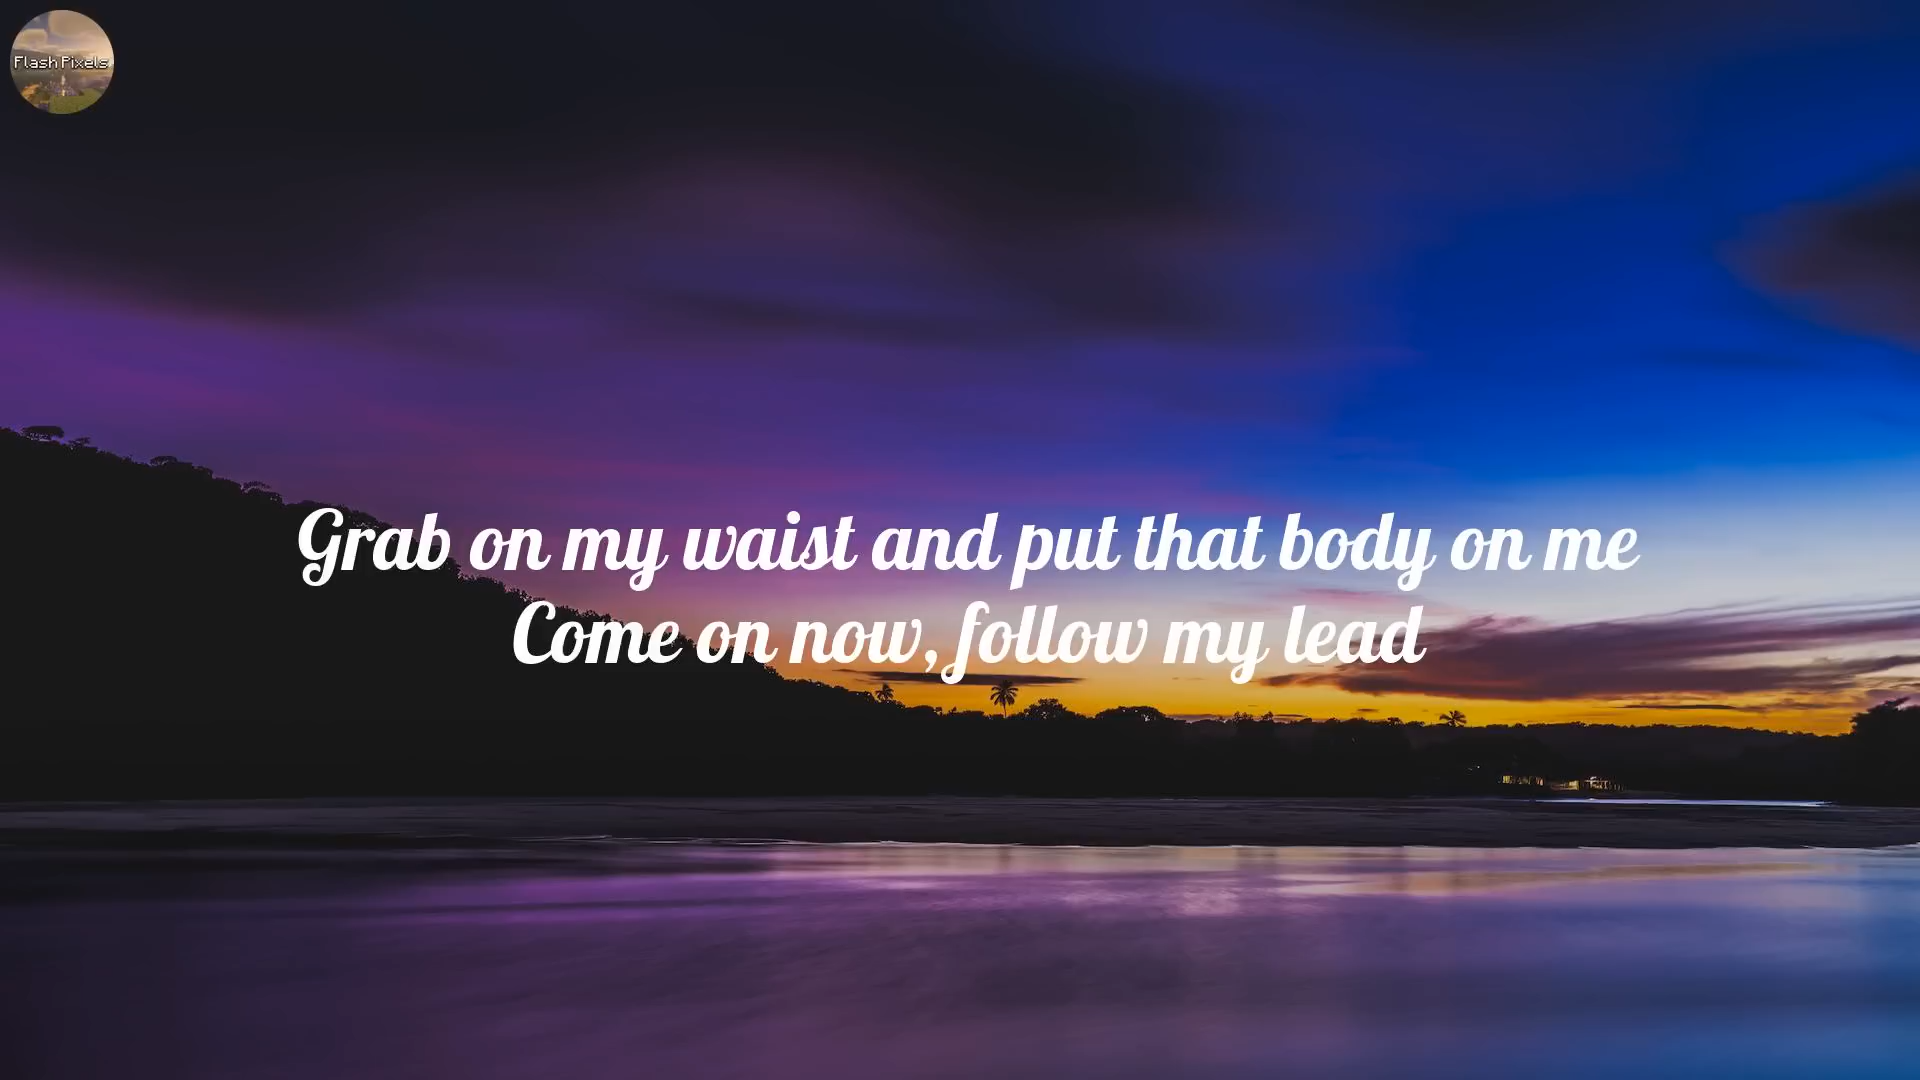 Flash Pixels
Grab on my waist and put that body on me
Come on now, follow my lead